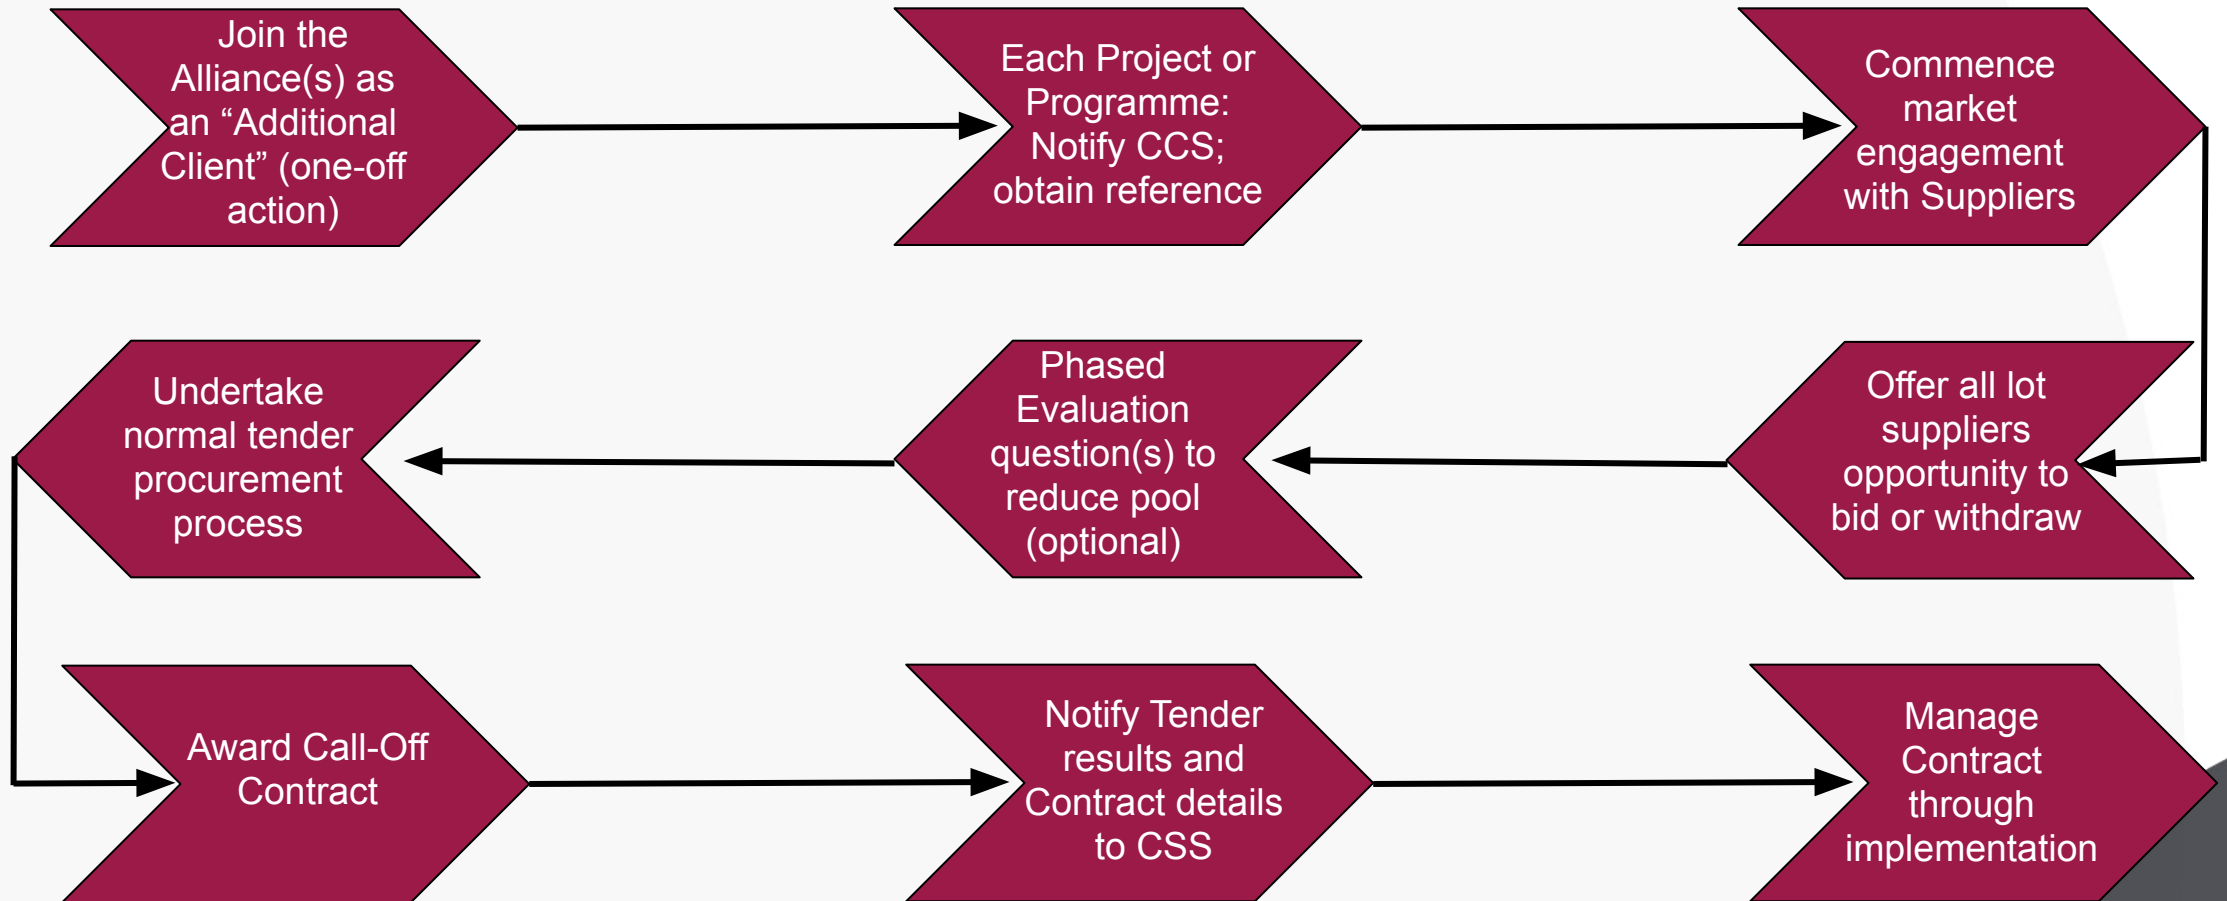 Join the
Alliance(s) as
an “Additional
Client” (one-off
action)
Each Project or
Programme:
Notify CCS;
obtain reference
Commence
market
engagement
with Suppliers
Offer all lot
suppliers
opportunity to
bid or withdraw
Phased
Evaluation
question(s) to
reduce pool
(optional)
Undertake
normal tender
procurement
process
Award Call-Off
Contract
Notify Tender
results and
Contract details
to CSS
Manage
Contract
through
implementation